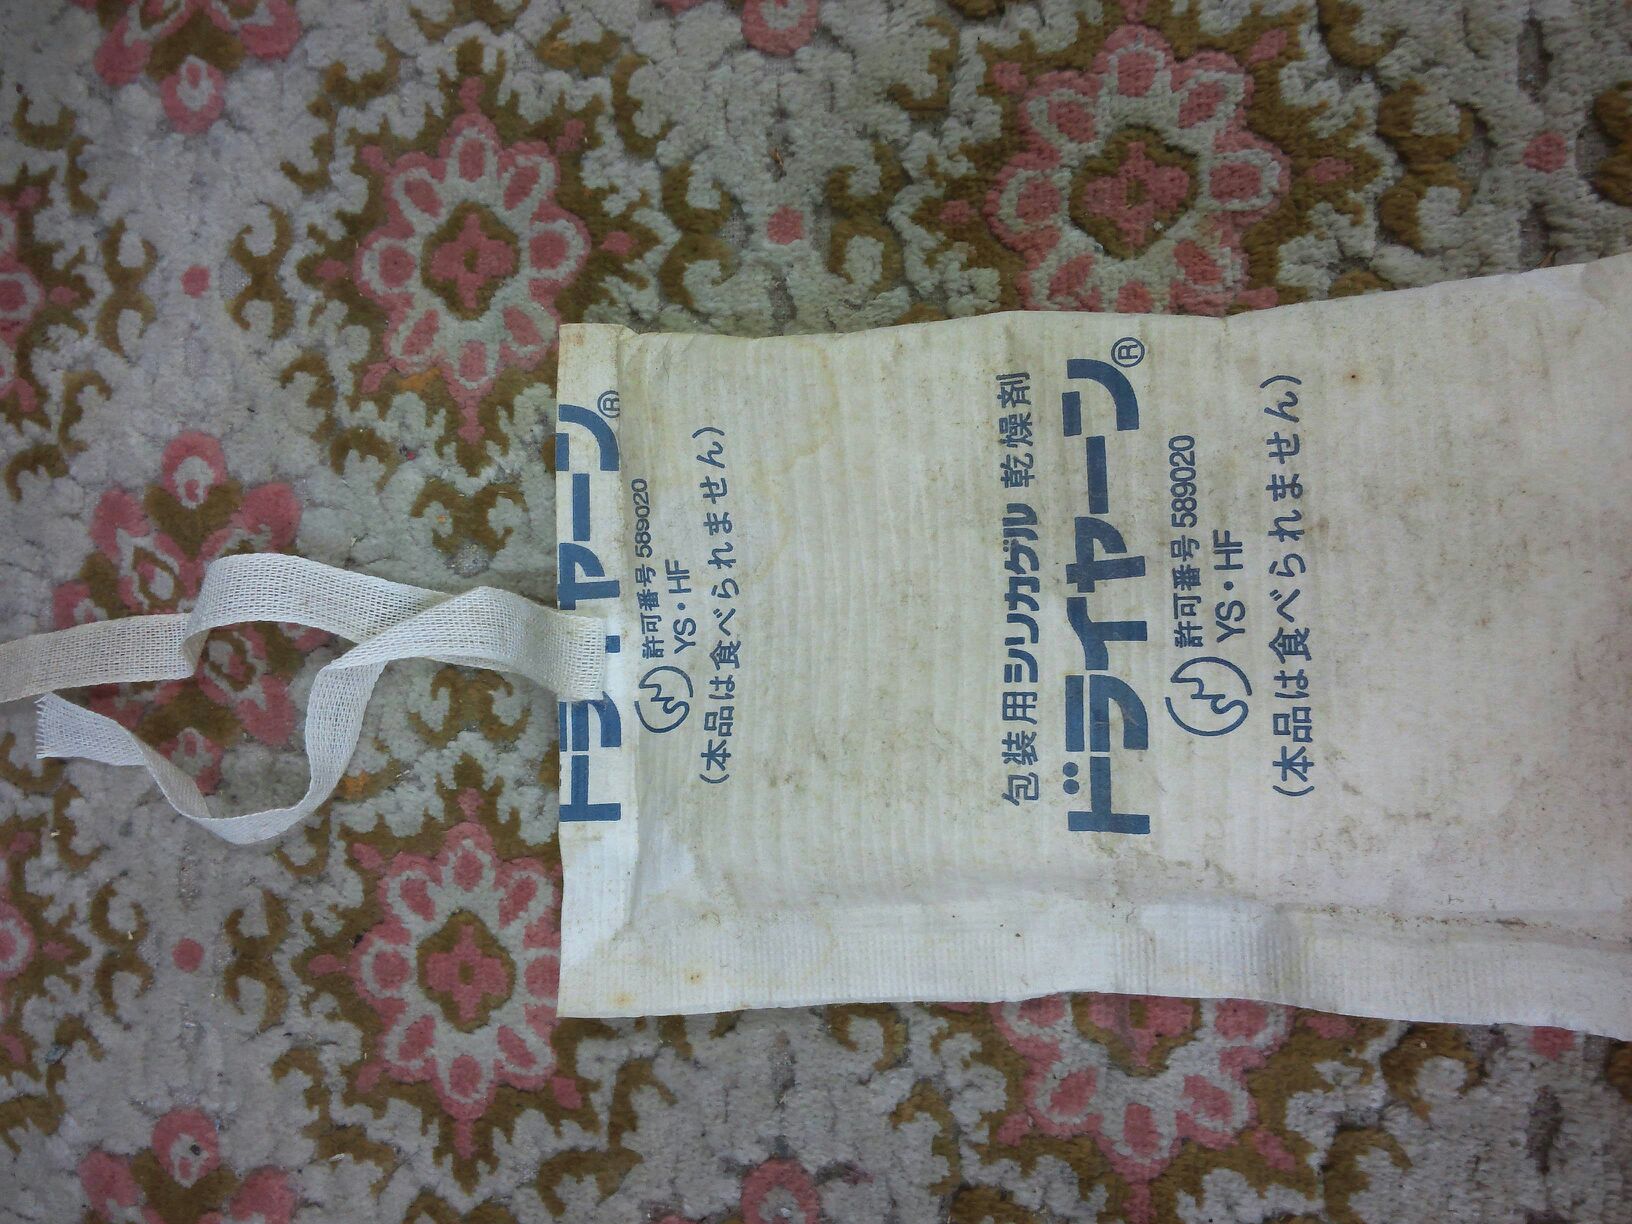 ドライヤーン®
許可番号 589020
YS・HF
(本品は食べられません)
包装用シリカゲル 乾燥剤
ドライヤーン®
許可番号 589020
YS・HF
(本品は食べられません)